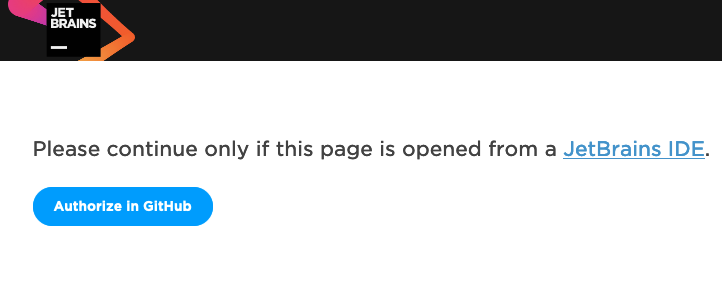 JET
BRAINS
Please continue only if this page is opened from a JetBrains IDE.
Authorize in GitHub